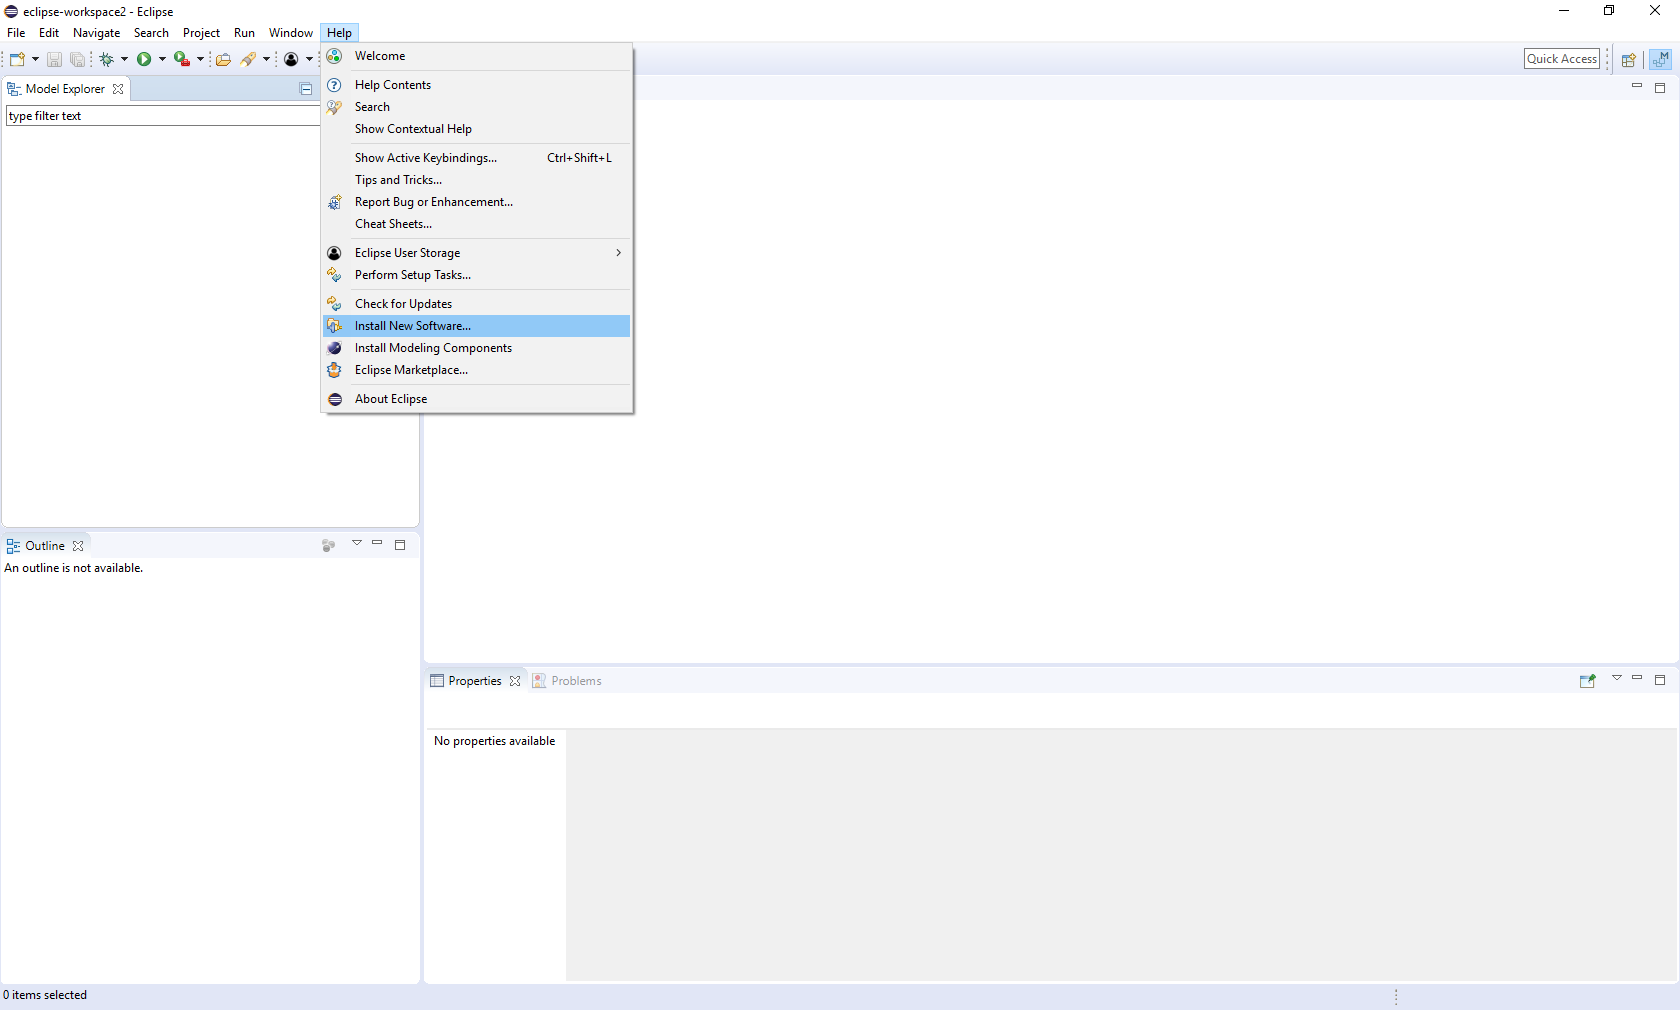 eclipse-workspace2 - Eclipse
File Edit Navigate Search Project Run Window Help
Quick Access
M
Model Explorer
type filter text
Welcome
Help Contents
Search
Show Contextual Help
Show Active Keybindings... Ctrl+Shift+L
Tips and Tricks...
Report Bug or Enhancement...
Cheat Sheets...
Eclipse User Storage
Perform Setup Tasks...
Check for Updates
Install New Software...
Install Modeling Components
Eclipse Marketplace...
About Eclipse
Outline
An outline is not available.
Properties Problems
No properties available
0 items selected